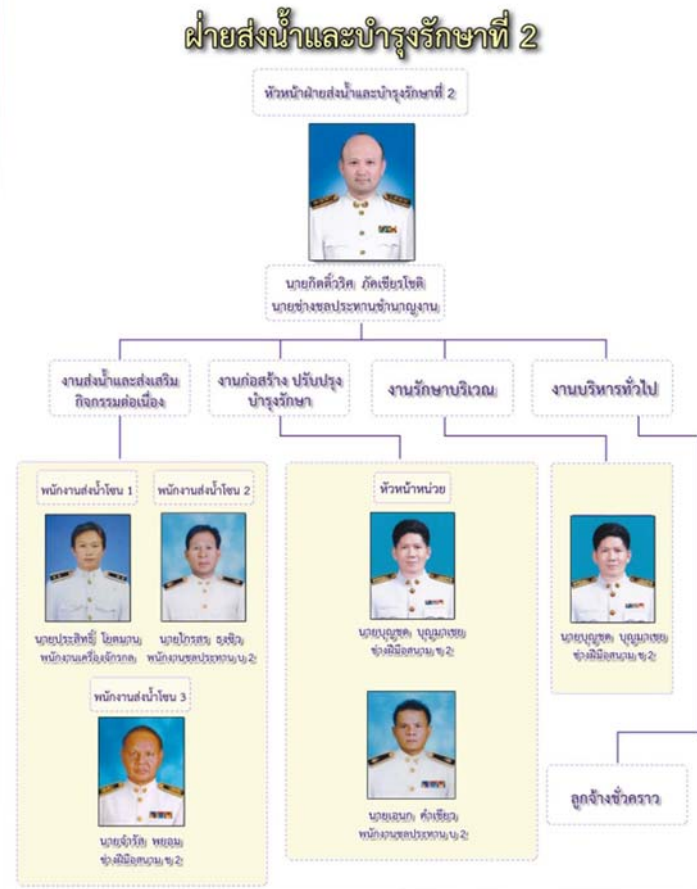 ฝ่ายส่งน้ำและบำรุงรักษาที่ 2
หัวหน้าฝ่ายส่งน้ำและบำรุงรักษาที่ 2
นายกิตติ์วริศ ภัคเชียรโชติ
นายช่างชลประทานชำนาญงาน
งานส่งน้ำและส่งเสริม
กิจกรรมต่อเนื่อง
งานก่อสร้าง ปรับปรุง
บำรุงรักษา
งานรักษาบริเวณ
งานบริหารทั่วไป
พนักงานส่งน้ำโซน 1
พนักงานส่งน้ำโซน 2
นายประสิทธิ์ โยตมาน
พนักงานเครื่องจักรกล
นายไกรสร ธงชิว
พนักงานชลประทาน บ 2
พนักงานส่งน้ำโซน 3
นายจำรัส พยอม
ช่างฝีมือสนาม ช 2
หัวหน้าหน่วย
นายบุญชค บุญมาเชย
ช่างฝีมือสนาม ช 2
นายเอนก คำเชียว
พนักงานชลประทาน บ 2
นายบุญชค บุญมาเชย
ช่างฝีมือสนาม ช 2
ลูกจ้างชั่วคราว